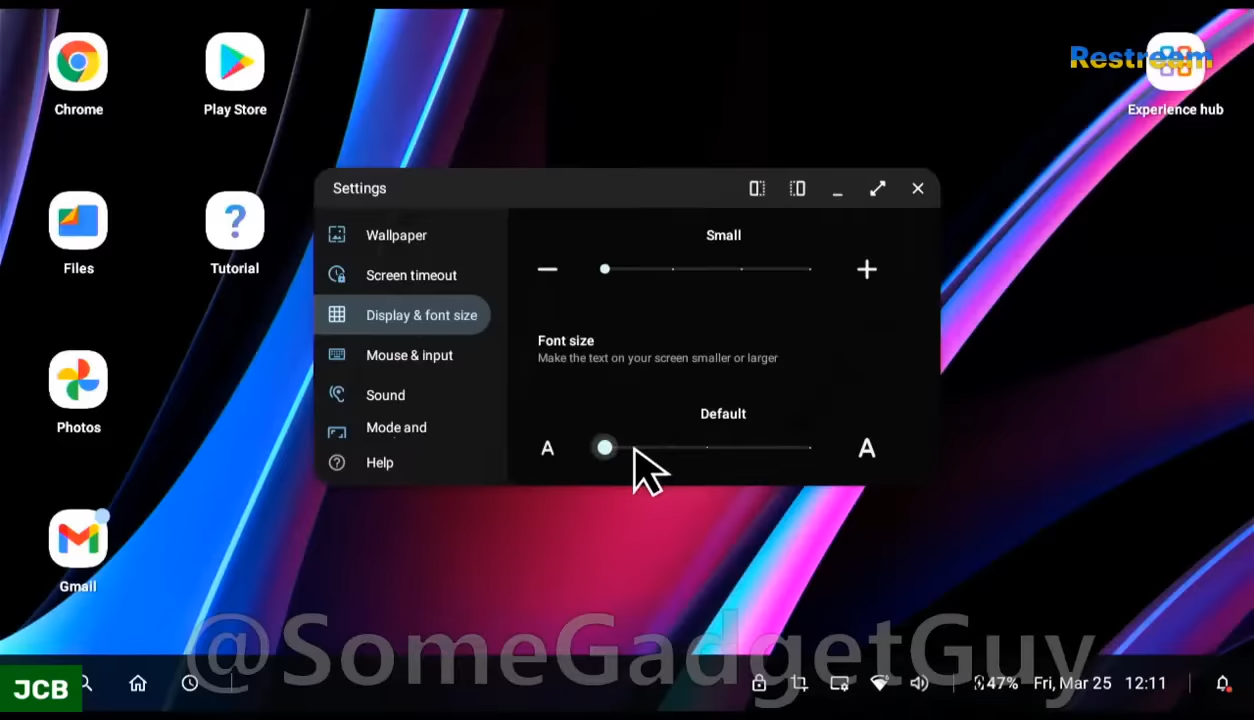 Chrome
Play Store
Restream
Experience hub
Settings
Wallpaper
Small
Screen timeout
Files
Tutorial
Display & font size
Font size
Mouse & input
Make the text on your screen smaller or larger
Sound
Photos
Mode and
Default
A
A
Help
Gmail
@SomeGadgetGuy
JCB
47%
Fri, Mar 25
12:11